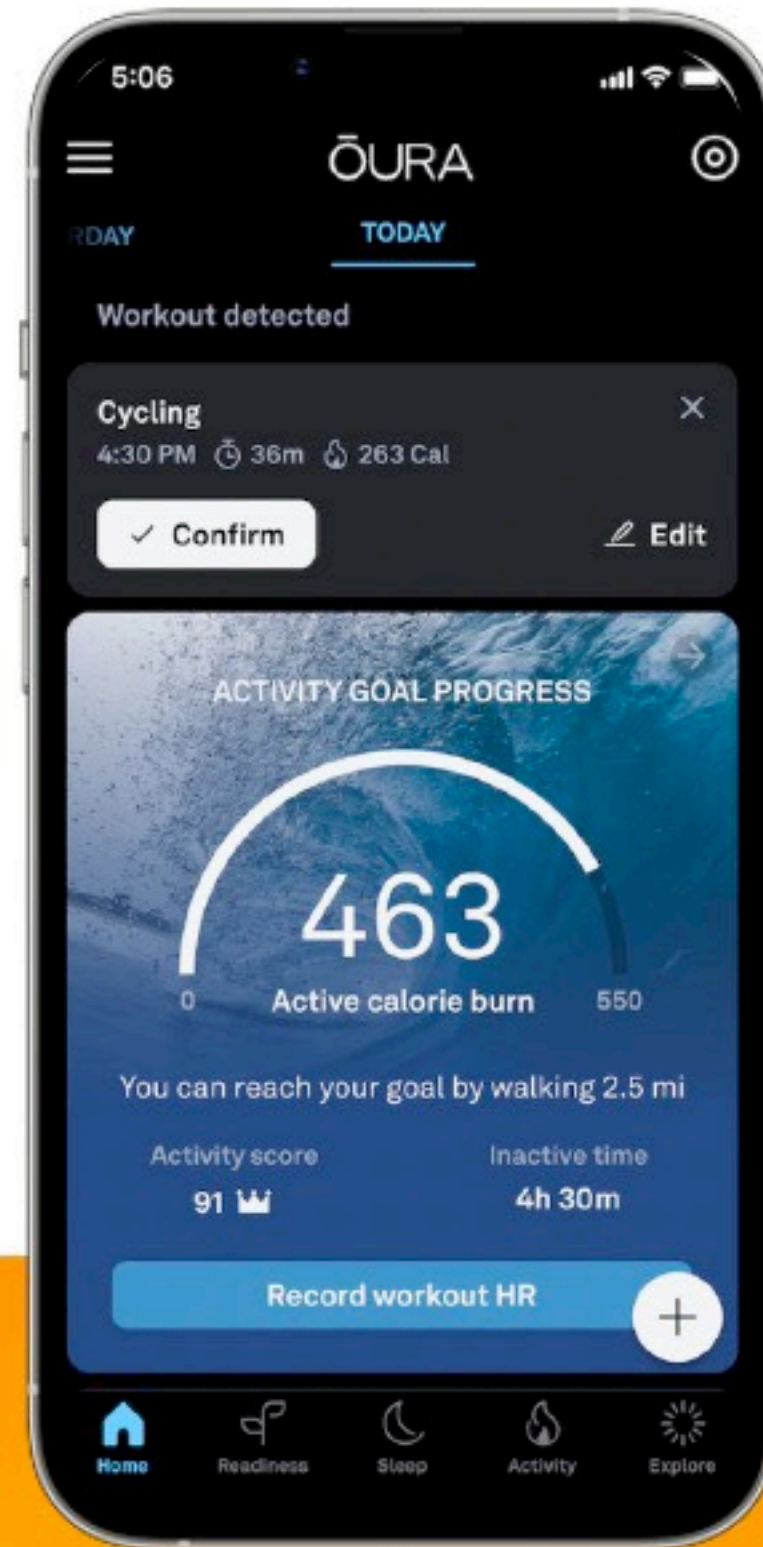 5:06
ŌURA
RDAY TODAY
Workout detected
Cycling
4:30 PM 36m 263 Cal
Confirm Edit
ACTIVITY GOAL PROGRESS
463
0 Active calorie burn 550
You can reach your goal by walking 2.5 mi
Activity score Inactive time
91 4h 30m
Record workout HR
Home Readiness Sleep Activity Explore